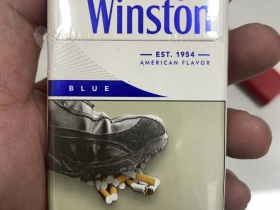 Winston
EST. 1954
AMERICAN FLAVOR
BLUE